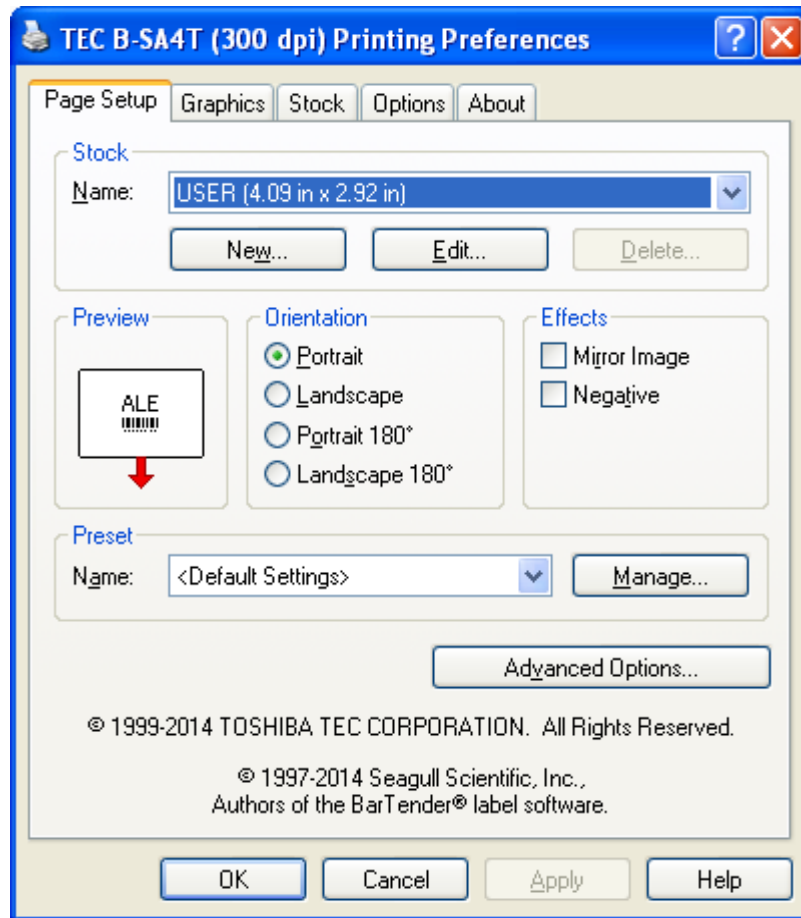 TEC B-SA4T (300 dpi) Printing Preferences
Page Setup Graphics Stock Options About
Stock
Name: USER (4.09 in x 2.92 in)
New... Edit... Delete...
Preview Orientation Effects
Portrait Mirror Image
ALE Landscape Negative
Portrait 180°
Landscape 180°
Preset
Name: <Default Settings> Manage...
Advanced Options...
© 1999-2014 TOSHIBA TEC CORPORATION. All Rights Reserved.
© 1997-2014 Seagull Scientific, Inc.,
Authors of the BarTender® label software.
OK Cancel Apply Help